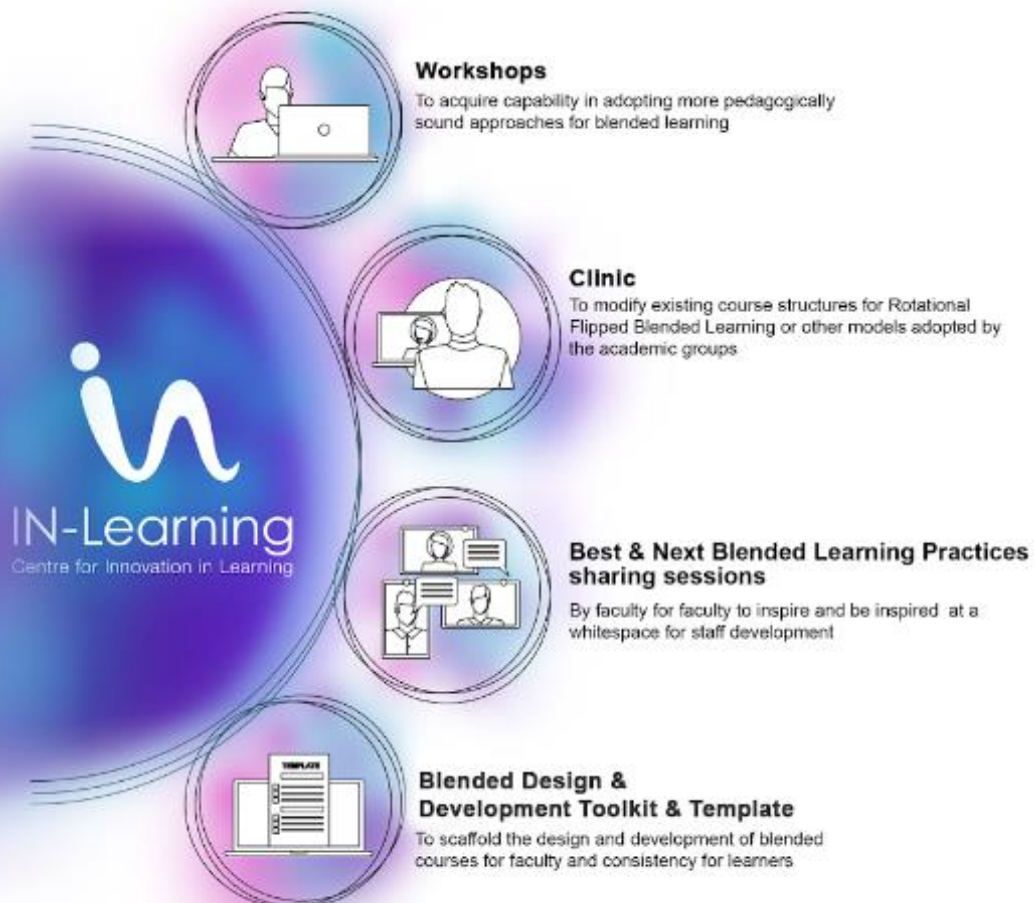 Workshops
To acquire capability in adopting more pedagogically
sound approaches for blended learning
Clinic
To modify existing course structures for Rotational
Flipped Blended Learning or other models adopted by
the academic groups
in
IN-Learning
Centre for Innovation in Learning
Best & Next Blended Learning Practices
sharing sessions
By faculty for faculty to inspire and be inspired at a
whitespace for staff development
TEMPLATE
Blended Design &
Development Toolkit & Template
To scaffold the design and development of blended
courses for faculty and consistency for learners